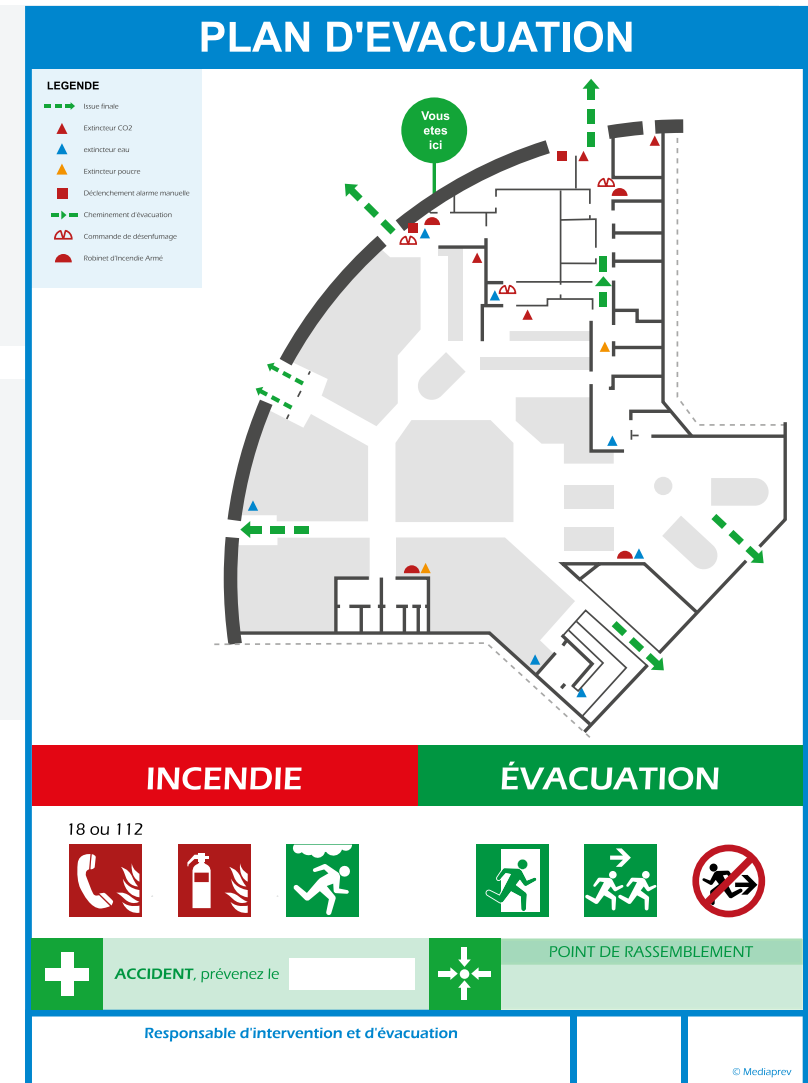 PLAN D'EVACUATION
LEGENDE
Issue finale
Extincteur CO2
extincteur eau
Extincteur poucre
Déclenchement alarme manuelle
Cheminement d'évacuation
Commande de désenfumage
Robinet d'Incendie Armé
Vous
etes
ici
INCENDIE
ÉVACUATION
18 ou 112
ACCIDENT, prévenez le
POINT DE RASSEMBLEMENT
Responsable d'intervention et d'évacuation
© Mediaprev